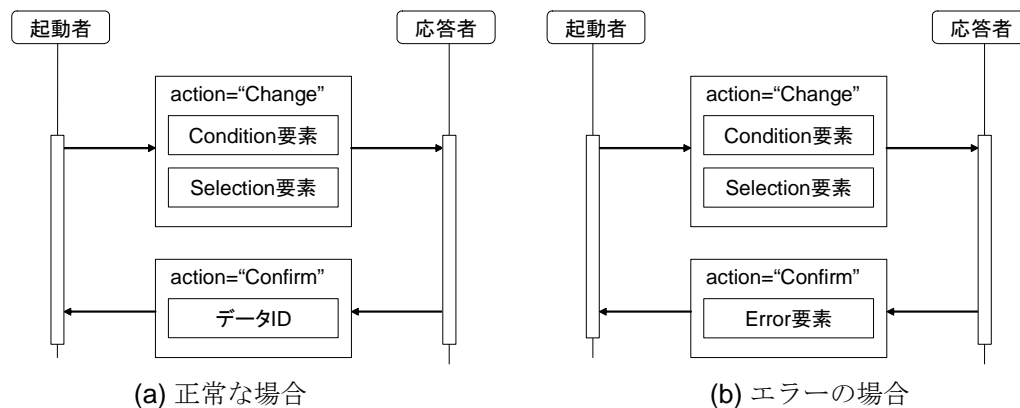 起動者
応答者
action=“Change”
Condition要素
Selection要素
action=“Confirm”
データID
(a) 正常な場合
起動者
応答者
action=“Change”
Condition要素
Selection要素
action=“Confirm”
Error要素
(b) エラーの場合